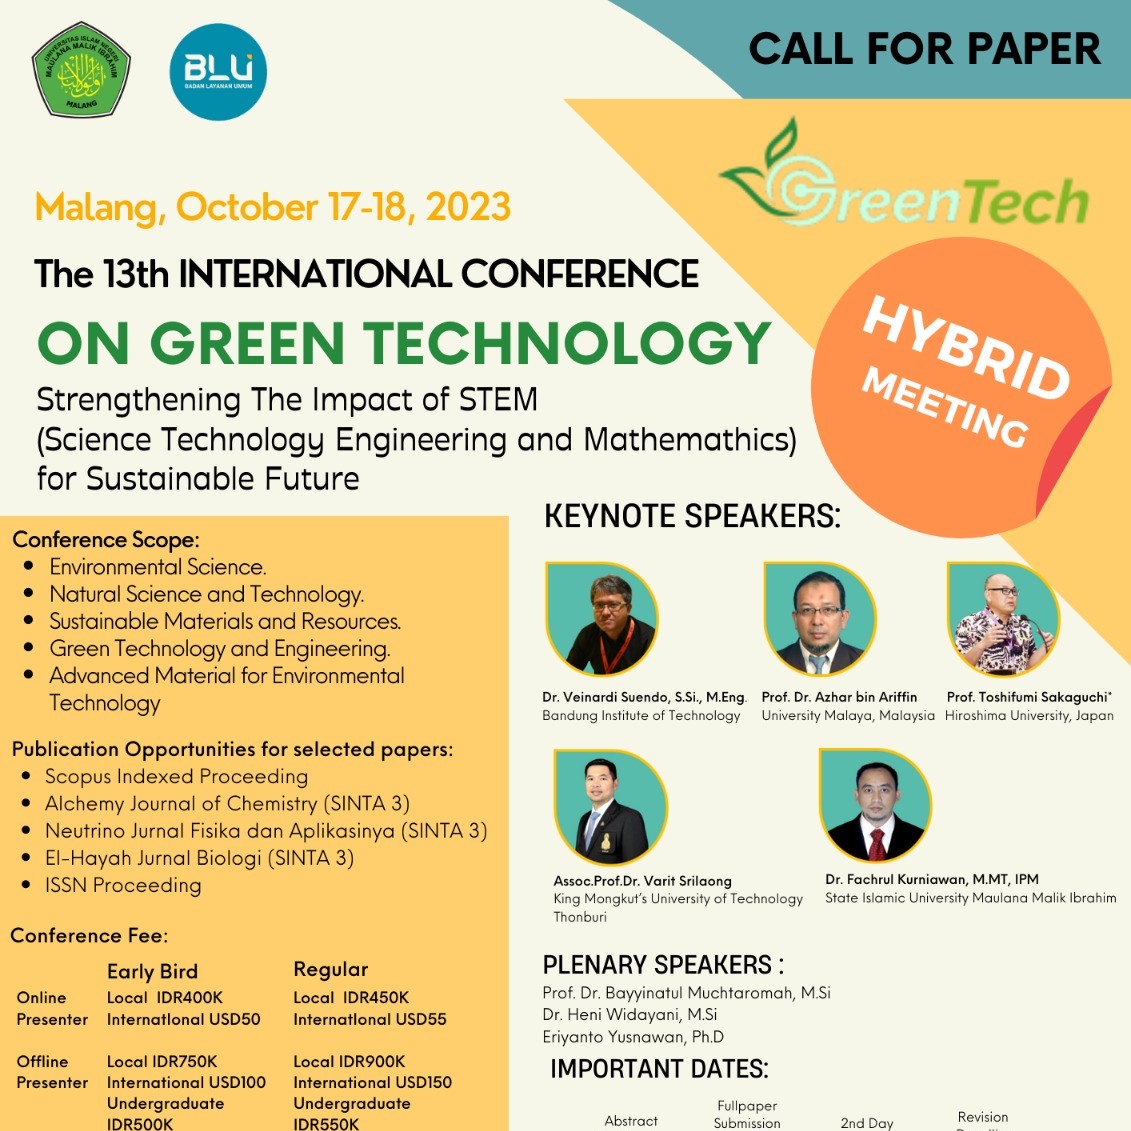 UNIVERSITAS ISLAM NEGERI
MAULANA MALIK IBRAHIM
MALANG
BLU
BADAN LAYANAN UMUM
CALL FOR PAPER
GreenTech
Malang, October 17-18, 2023
The 13th INTERNATIONAL CONFERENCE
ON GREEN TECHNOLOGY
Strengthening The Impact of STEM
(Science Technology Engineering and Mathemathics)
for Sustainable Future
HYBRID
MEETING
Conference Scope:
• Environmental Science.
• Natural Science and Technology.
• Sustainable Materials and Resources.
• Green Technology and Engineering.
• Advanced Material for Environmental
Technology
Publication Opportunities for selected papers:
• Scopus Indexed Proceeding
• Alchemy Journal of Chemistry (SINTA 3)
• Neutrino Jurnal Fisika dan Aplikasinya (SINTA 3)
• El-Hayah Jurnal Biologi (SINTA 3)
• ISSN Proceeding
Conference Fee:
Early Bird Regular
Online Local IDR400K Local IDR450K
Presenter InternatIonal USD50 InternatIonal USD55
Offline Local IDR750K Local IDR900K
Presenter International USD100 International USD150
Undergraduate Undergraduate
IDR500K IDR550K
KEYNOTE SPEAKERS:
Dr. Veinardi Suendo, S.Si., M.Eng.
Bandung Institute of Technology
Prof. Dr. Azhar bin Ariffin
University Malaya, Malaysia
Prof. Toshifumi Sakaguchi*
Hiroshima University, Japan
Assoc.Prof.Dr. Varit Srilaong
King Mongkut's University of Technology
Thonburi
Dr. Fachrul Kurniawan, M.MT, IPM
State Islamic University Maulana Malik Ibrahim
PLENARY SPEAKERS :
Prof. Dr. Bayyinatul Muchtaromah, M.Si
Dr. Heni Widayani, M.Si
Eriyanto Yusnawan, Ph.D
IMPORTANT DATES:
Abstract
Fullpaper
Submission
2nd Day
Revision